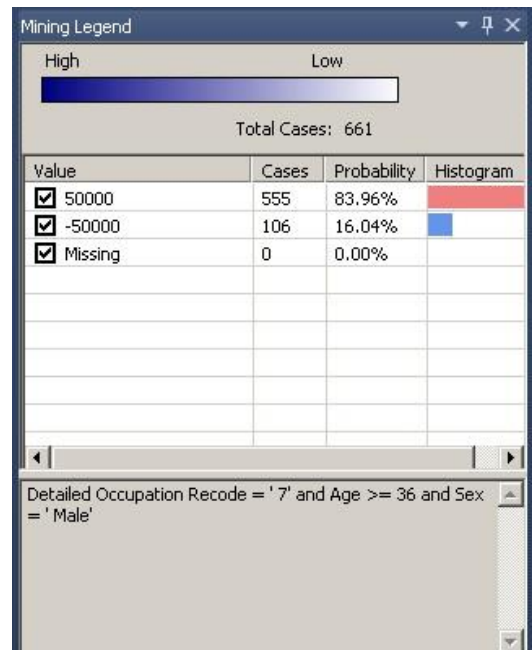 Mining Legend
High Low
Total Cases: 661
Value Cases Probability Histogram
50000 555 83.96%
-50000 106 16.04%
Missing 0 0.00%
Detailed Occupation Recode = ' 7' and Age >= 36 and Sex
= ' Male'